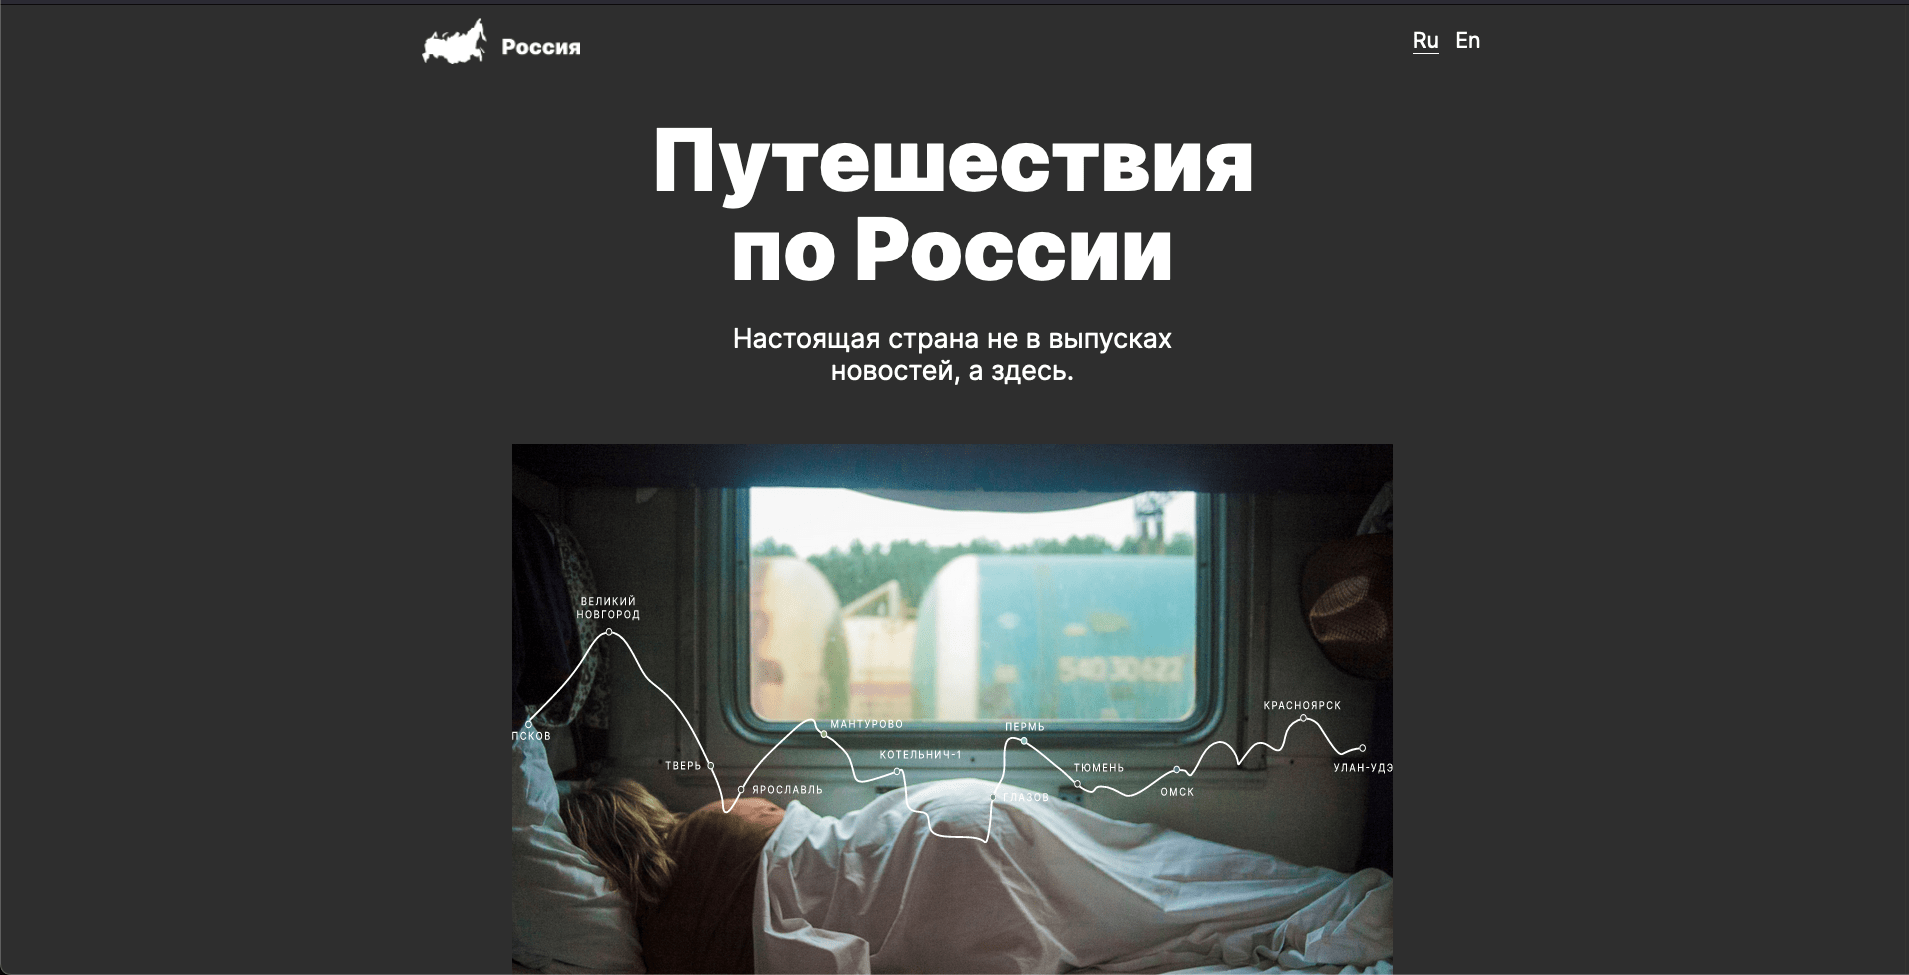 Россия
Ru En
Путешествия
по России
Настоящая страна не в выпусках
новостей, а здесь.
ВЕЛИКИЙ
НОВГОРОД
ПСКОВ
ТВЕРЬ
ЯРОСЛАВЛЬ
МАНТУРОВО
КОТЕЛЬНИЧ-1
ПЕРМЬ
ГЛАЗОВ
ТЮМЕНЬ
ОМСК
КРАСНОЯРСК
УЛАН-УДЭ
54030622